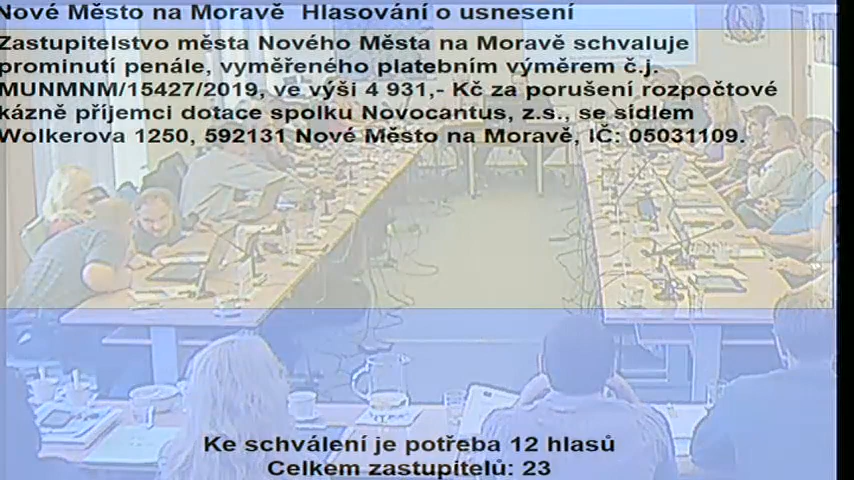 Nové Město na Moravě Hlasování o usnesení
Zastupitelstvo města Nového Města na Moravě schvaluje
prominutí penále, vyměřeného platebním výměrem č.j.
MUNMNM/15427/2019, ve výši 4 931,- Kč za porušení rozpočtové
kázně příjemci dotace spolku Novocantus, z.s., se sídlem
Wolkerova 1250, 592131 Nové Město na Moravě, IČ: 05031109.
Ke schválení je potřeba 12 hlasů
Celkem zastupitelů: 23